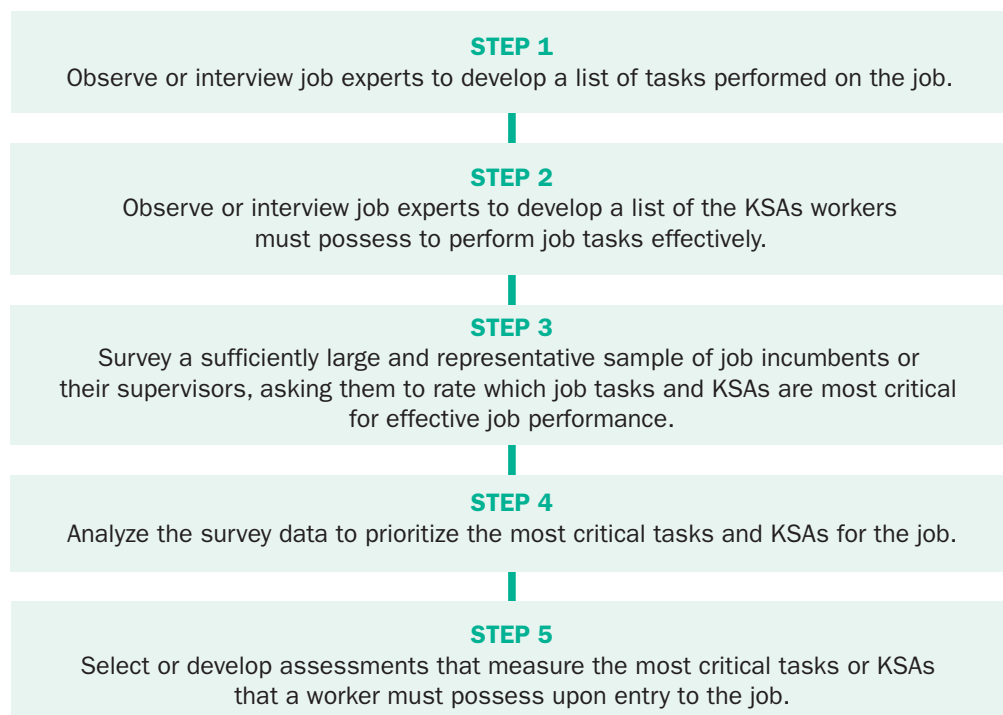 STEP 1
Observe or interview job experts to develop a list of tasks performed on the job.
STEP 2
Observe or interview job experts to develop a list of the KSAs workers
must possess to perform job tasks effectively.
STEP 3
Survey a sufficiently large and representative sample of job incumbents or
their supervisors, asking them to rate which job tasks and KSAs are most critical
for effective job performance.
STEP 4
Analyze the survey data to prioritize the most critical tasks and KSAs for the job.
STEP 5
Select or develop assessments that measure the most critical tasks or KSAs
that a worker must possess upon entry to the job.